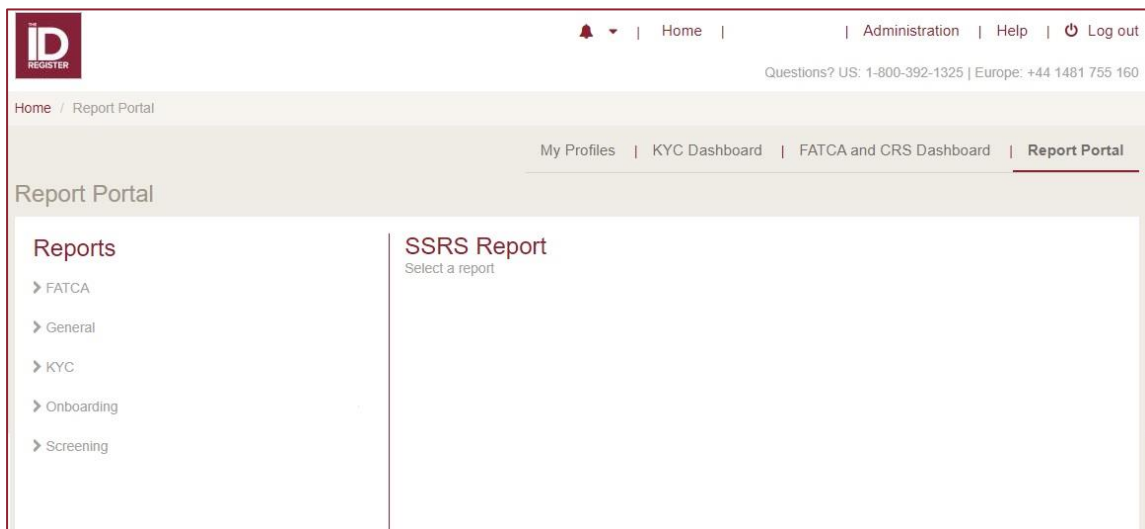 THE
ID
REGISTER
Home | | Administration | Help | Log out
Questions? US: 1-800-392-1325 | Europe: +44 1481 755 160
Home / Report Portal
My Profiles | KYC Dashboard | FATCA and CRS Dashboard | Report Portal
Report Portal
Reports
FATCA
General
KYC
Onboarding
Screening
SSRS Report
Select a report